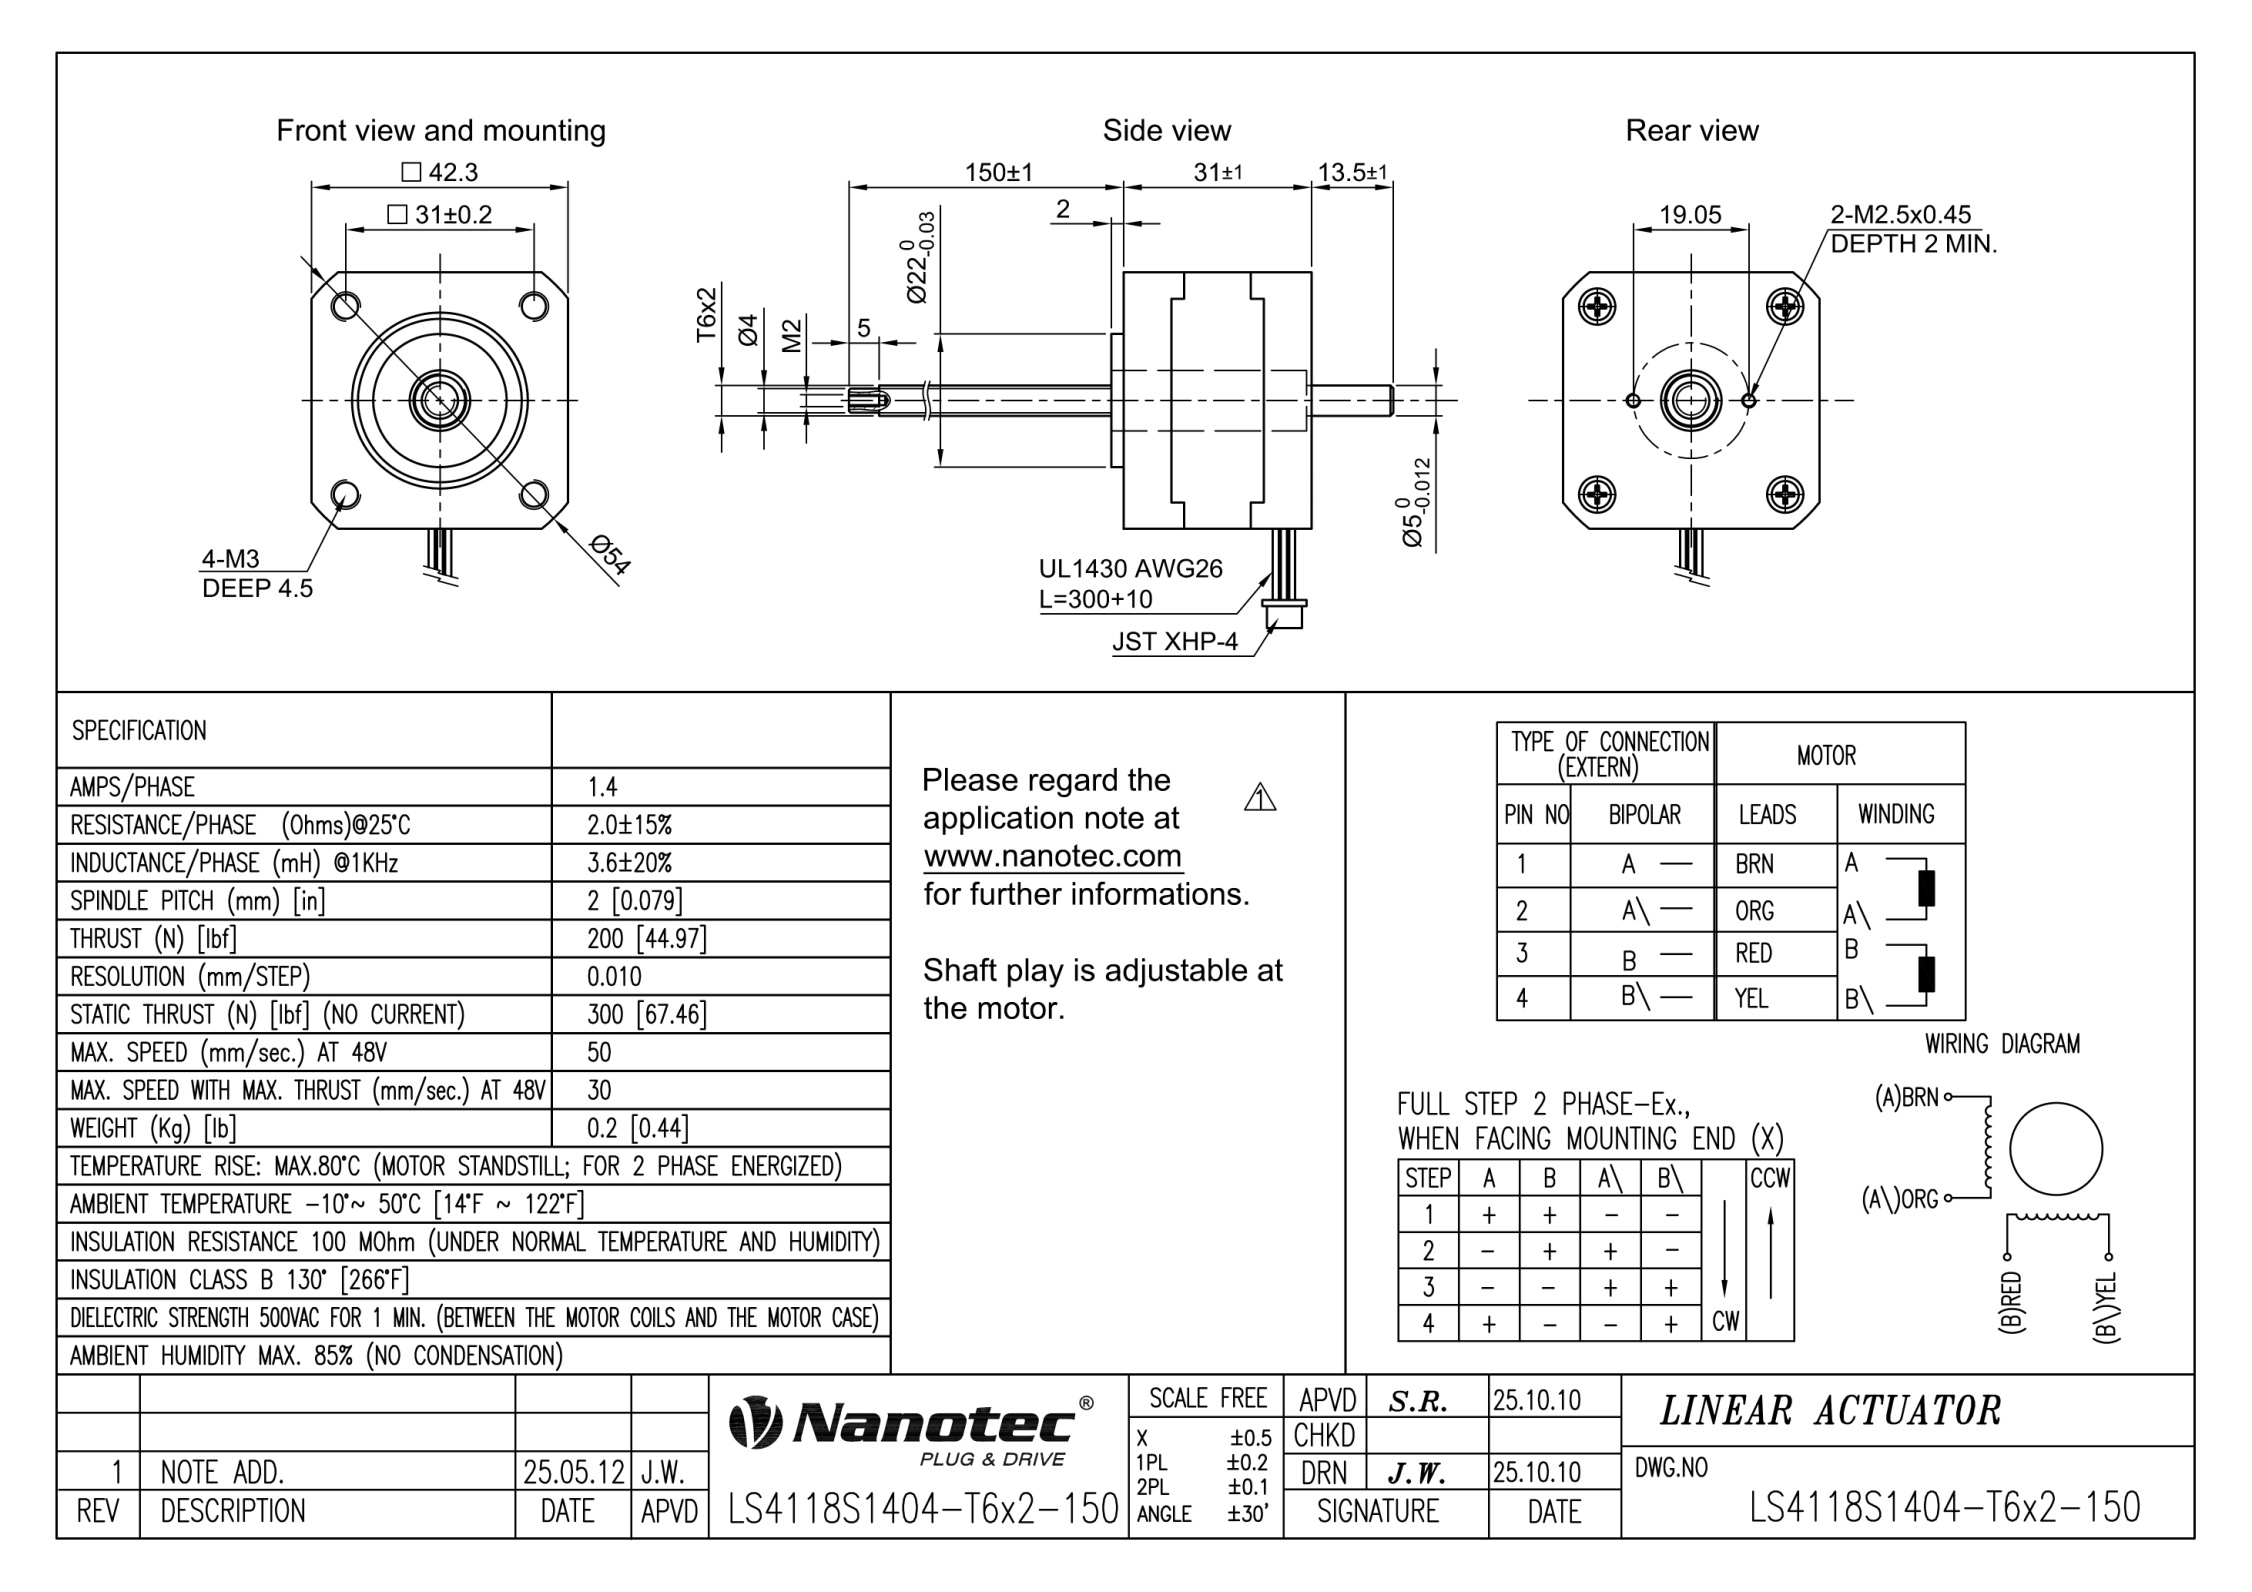 Front view and mounting
Side view
Rear view
□ 42.3
□ 31±0.2
Ø54
4-M3
DEEP 4.5
150±1
31±1
13.5±1
2
Ø22 0 -0.03
T6x2
Ø4
M2
5
Ø5 0 -0.012
UL1430 AWG26
L=300+10
JST XHP-4
19.05
2-M2.5x0.45
DEPTH 2 MIN.
SPECIFICATION
AMPS/PHASE 1.4
RESISTANCE/PHASE (Ohms)@25°C 2.0±15%
INDUCTANCE/PHASE (mH) @1KHz 3.6±20%
SPINDLE PITCH (mm) [in] 2 [0.079]
THRUST (N) [lbf] 200 [44.97]
RESOLUTION (mm/STEP) 0.010
STATIC THRUST (N) [lbf] (NO CURRENT) 300 [67.46]
MAX. SPEED (mm/sec.) AT 48V 50
MAX. SPEED WITH MAX. THRUST (mm/sec.) AT 48V 30
WEIGHT (Kg) [lb] 0.2 [0.44]
TEMPERATURE RISE: MAX.80°C (MOTOR STANDSTILL; FOR 2 PHASE ENERGIZED)
AMBIENT TEMPERATURE -10°~ 50°C [14°F ~ 122°F]
INSULATION RESISTANCE 100 MOhm (UNDER NORMAL TEMPERATURE AND HUMIDITY)
INSULATION CLASS B 130° [266°F]
DIELECTRIC STRENGTH 500VAC FOR 1 MIN. (BETWEEN THE MOTOR COILS AND THE MOTOR CASE)
AMBIENT HUMIDITY MAX. 85% (NO CONDENSATION)
Please regard the
application note at
www.nanotec.com
for further informations.
1
Shaft play is adjustable at
the motor.
TYPE OF CONNECTION
(EXTERN)
MOTOR
PIN NO BIPOLAR LEADS WINDING
1 A — BRN A
2 A\ — ORG A\
3 B — RED B
4 B\ — YEL B\
WIRING DIAGRAM
(A)BRN
(A\)ORG
(B)RED
(B\)YEL
FULL STEP 2 PHASE-Ex.,
WHEN FACING MOUNTING END (X)
STEP A B A\ B\ CCW
1 + + - -
2 - + + -
3 - - + +
4 + - - + CW
1 NOTE ADD. 25.05.12 J.W.
REV DESCRIPTION DATE APVD
Nanotec®
PLUG & DRIVE
LS4118S1404-T6x2-150
SCALE FREE
X ±0.5
1PL ±0.2
2PL ±0.1
ANGLE ±30'
APVD S.R. 25.10.10
CHKD
DRN J.W. 25.10.10
SIGNATURE DATE
LINEAR ACTUATOR
DWG.NO
LS4118S1404-T6x2-150